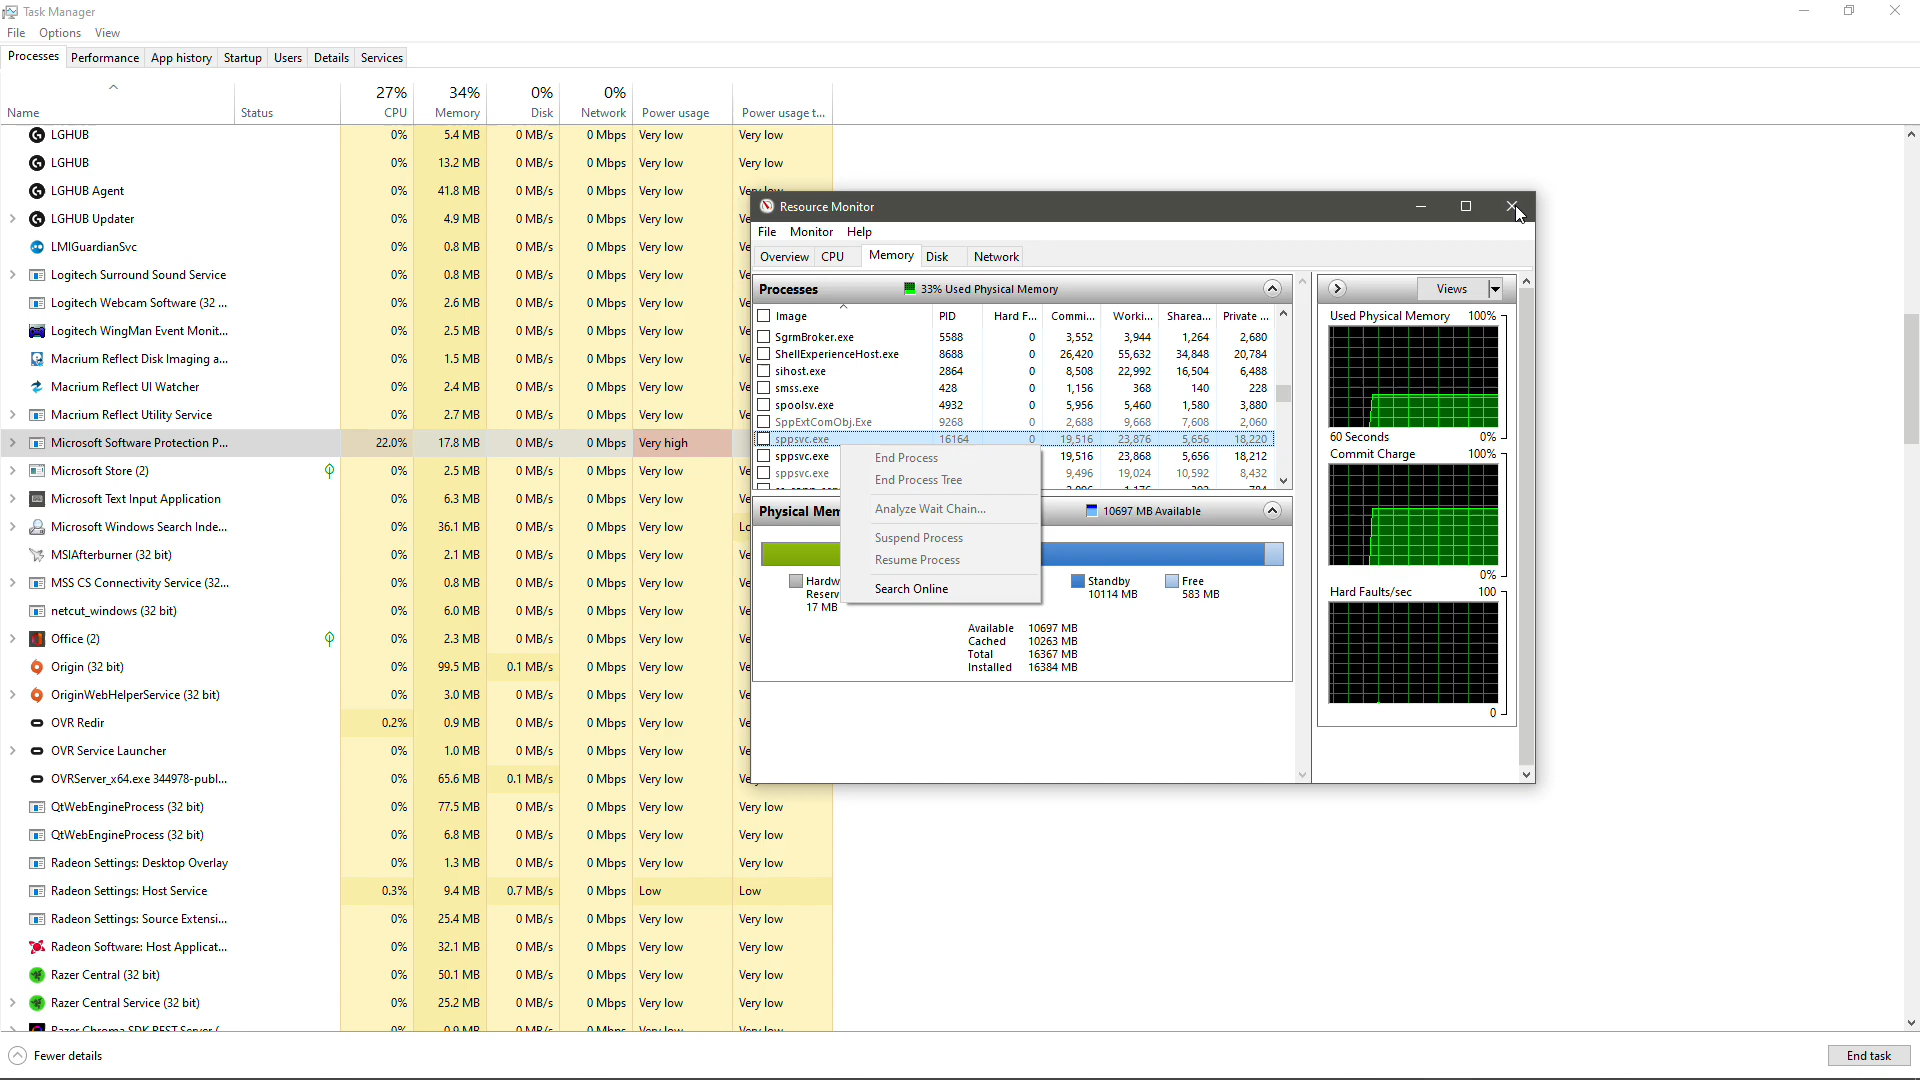 Task Manager
File Options View
Processes Performance App history Startup Users Details Services
27% 34% 0% 0%
Name Status CPU Memory Disk Network Power usage Power usage t...
LGHUB 0% 5.4 MB 0 MB/s 0 Mbps Very low Very low
LGHUB 0% 13.2 MB 0 MB/s 0 Mbps Very low Very low
LGHUB Agent 0% 41.8 MB 0 MB/s 0 Mbps Very low
LGHUB Updater 0% 4.9 MB 0 MB/s 0 Mbps Very low
LMIGuardianSvc 0% 0.8 MB 0 MB/s 0 Mbps Very low
Logitech Surround Sound Service 0% 0.8 MB 0 MB/s 0 Mbps Very low
Logitech Webcam Software (32 ... 0% 2.6 MB 0 MB/s 0 Mbps Very low
Logitech WingMan Event Monit... 0% 2.5 MB 0 MB/s 0 Mbps Very low
Macrium Reflect Disk Imaging a... 0% 1.5 MB 0 MB/s 0 Mbps Very low
Macrium Reflect UI Watcher 0% 2.4 MB 0 MB/s 0 Mbps Very low
Macrium Reflect Utility Service 0% 2.7 MB 0 MB/s 0 Mbps Very low
Microsoft Software Protection P... 22.0% 17.8 MB 0 MB/s 0 Mbps Very high
Microsoft Store (2) 0% 2.5 MB 0 MB/s 0 Mbps Very low
Microsoft Text Input Application 0% 6.3 MB 0 MB/s 0 Mbps Very low
Microsoft Windows Search Inde... 0% 36.1 MB 0 MB/s 0 Mbps Very low
MSIAfterburner (32 bit) 0% 2.1 MB 0 MB/s 0 Mbps Very low
MSS CS Connectivity Service (32... 0% 0.8 MB 0 MB/s 0 Mbps Very low
netcut_windows (32 bit) 0% 6.0 MB 0 MB/s 0 Mbps Very low
Office (2) 0% 2.3 MB 0 MB/s 0 Mbps Very low
Origin (32 bit) 0% 99.5 MB 0.1 MB/s 0 Mbps Very low
OriginWebHelperService (32 bit) 0% 3.0 MB 0 MB/s 0 Mbps Very low
OVR Redir 0.2% 0.9 MB 0 MB/s 0 Mbps Very low
OVR Service Launcher 0% 1.0 MB 0 MB/s 0 Mbps Very low
OVRServer_x64.exe 344978-publ... 0% 65.6 MB 0.1 MB/s 0 Mbps Very low
QtWebEngineProcess (32 bit) 0% 77.5 MB 0 MB/s 0 Mbps Very low Very low
QtWebEngineProcess (32 bit) 0% 6.8 MB 0 MB/s 0 Mbps Very low Very low
Radeon Settings: Desktop Overlay 0% 1.3 MB 0 MB/s 0 Mbps Very low Very low
Radeon Settings: Host Service 0.3% 9.4 MB 0.7 MB/s 0 Mbps Low Low
Radeon Settings: Source Extensi... 0% 25.4 MB 0 MB/s 0 Mbps Very low Very low
Radeon Software: Host Applicat... 0% 32.1 MB 0 MB/s 0 Mbps Very low Very low
Razer Central (32 bit) 0% 50.1 MB 0 MB/s 0 Mbps Very low Very low
Razer Central Service (32 bit) 0% 25.2 MB 0 MB/s 0 Mbps Very low Very low
Razer Chroma SDK REST Server ( 0% 0.9 MB 0 MB/s 0 Mbps Very low Very low
Fewer details End task
Resource Monitor
File Monitor Help
Overview CPU Memory Disk Network
Processes 33% Used Physical Memory
Image PID Hard F... Commi... Worki... Sharea... Private ...
SgrmBroker.exe 5588 0 3,552 3,944 1,264 2,680
ShellExperienceHost.exe 8688 0 26,420 55,632 34,848 20,784
sihost.exe 2864 0 8,508 22,992 16,504 6,488
smss.exe 428 0 1,156 368 140 228
spoolsv.exe 4932 0 5,956 5,460 1,580 3,880
SppExtComObj.Exe 9268 0 2,688 9,668 7,608 2,060
sppsvc.exe 16164 0 19,516 23,876 5,656 18,220
sppsvc.exe 19,516 23,868 5,656 18,212
sppsvc.exe 9,496 19,024 10,592 8,432
End Process
End Process Tree
Analyze Wait Chain...
Suspend Process
Resume Process
Search Online
Physical Mem 10697 MB Available
Hardw
Reserv
17 MB
Standby
10114 MB
Free
583 MB
Available 10697 MB
Cached 10263 MB
Total 16367 MB
Installed 16384 MB
Views
Used Physical Memory 100%
60 Seconds 0%
Commit Charge 100%
0%
Hard Faults/sec 100
0